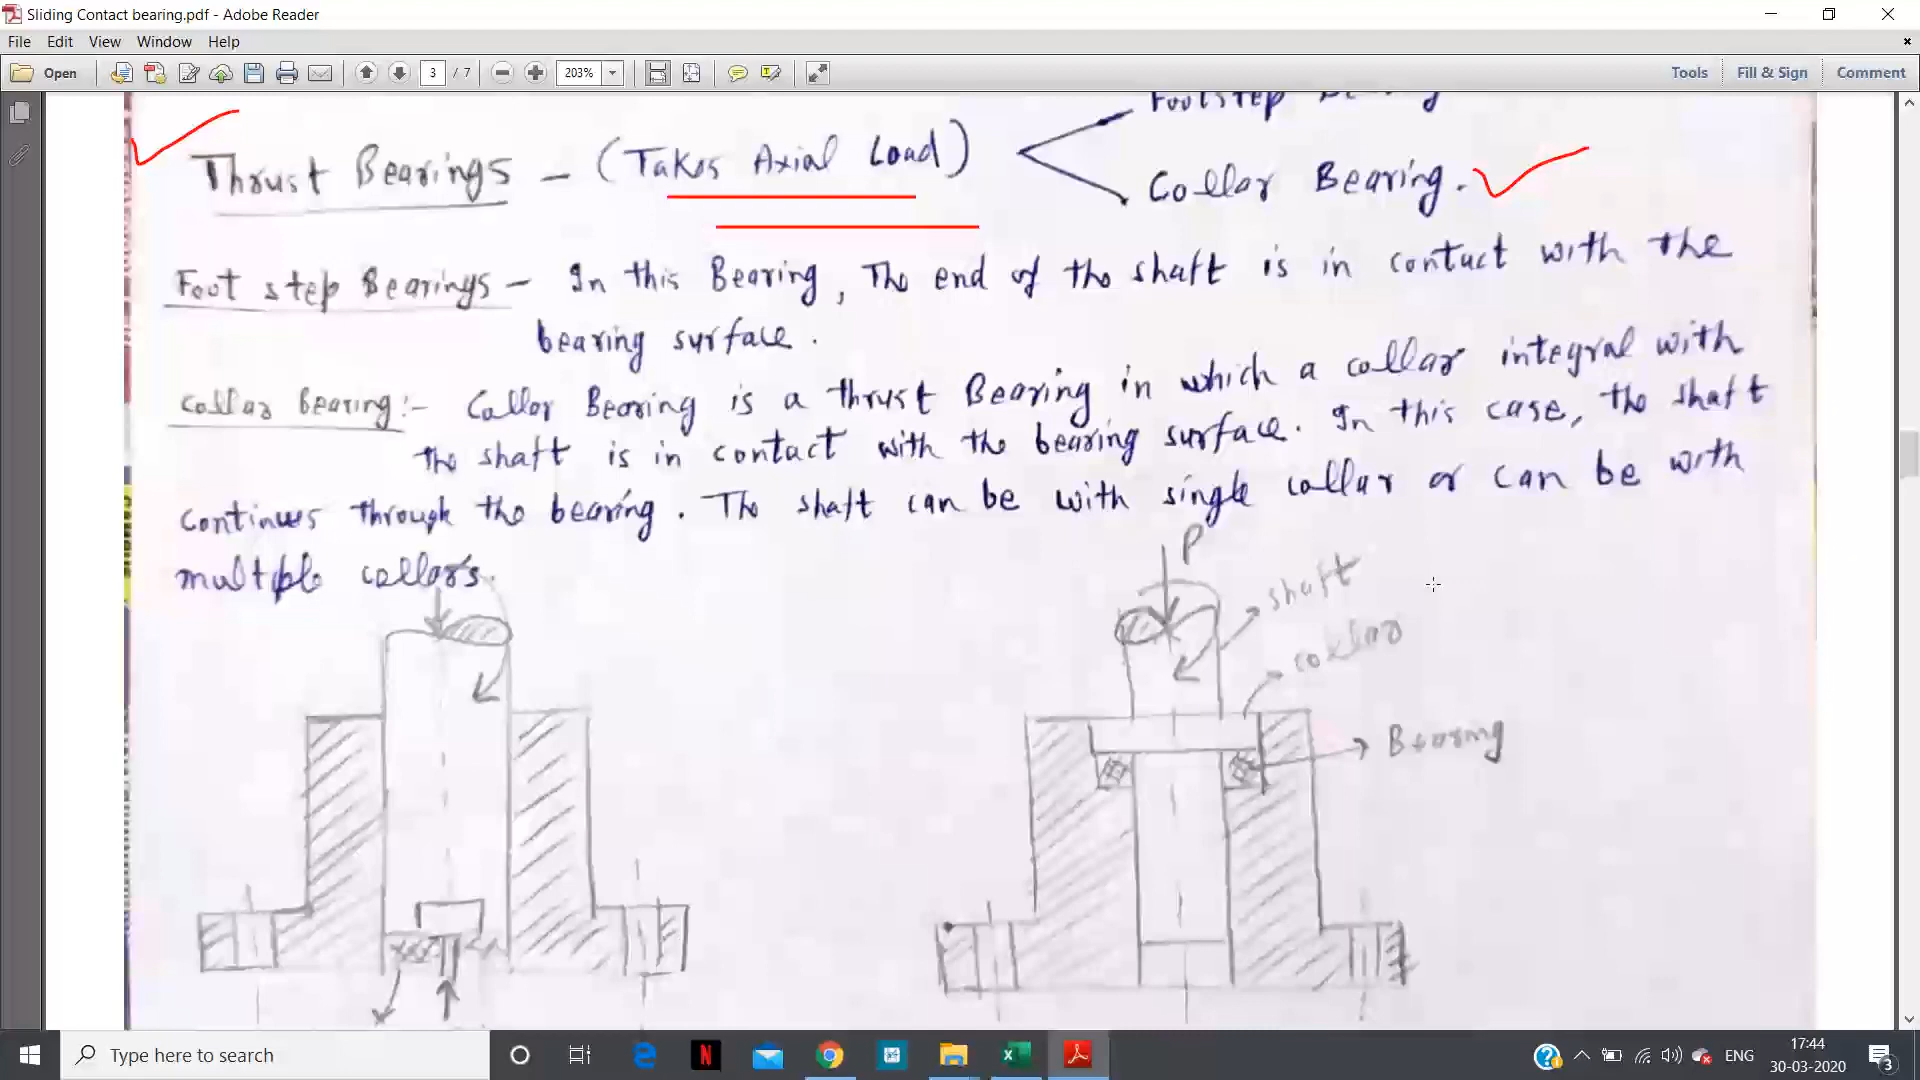 Sliding Contact bearing.pdf - Adobe Reader
File Edit View Window Help
Open 3 / 7 203% Tools Fill & Sign Comment
Footstep
Thrust Bearings - (Takes Axial Load)
Collar Bearing.
Foot step Bearings - In this Bearing, The end of the shaft is in contact with the
bearing surface.
Collar bearing:- Collar Bearing is a thrust Bearing in which a collar integral with
the shaft is in contact with the bearing surface. In this case, the shaft
continues through the bearing. The shaft can be with single collar or can be with
multiple collars.
P
shaft
collar
Bearing
Type here to search
ENG
17:44
30-03-2020
3